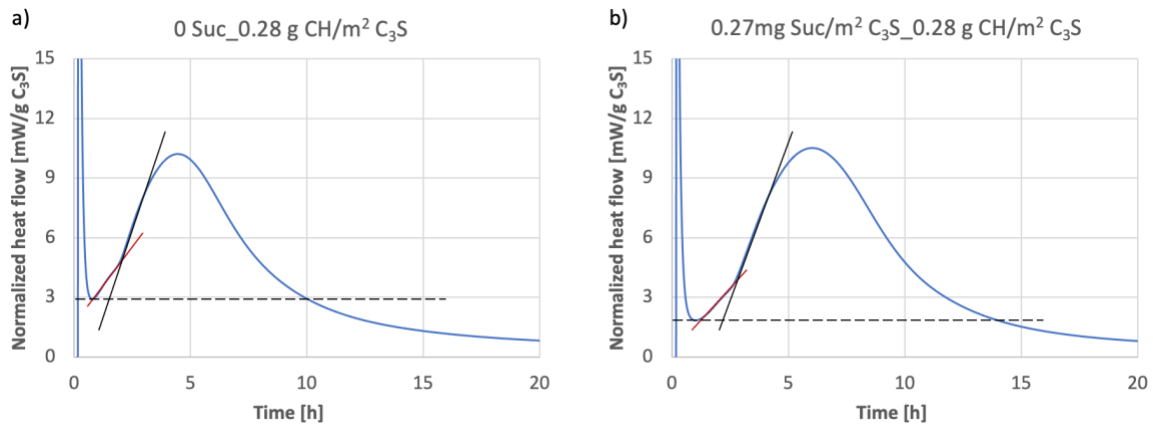 a)
0 Suc_0.28 g CH/m² C₃S
Normalized heat flow [mW/g C₃S]
15
12
9
6
3
0
0 5 10 15 20
Time [h]
b)
0.27mg Suc/m² C₃S_0.28 g CH/m² C₃S
Normalized heat flow [mW/g C₃S]
15
12
9
6
3
0
0 5 10 15 20
Time [h]